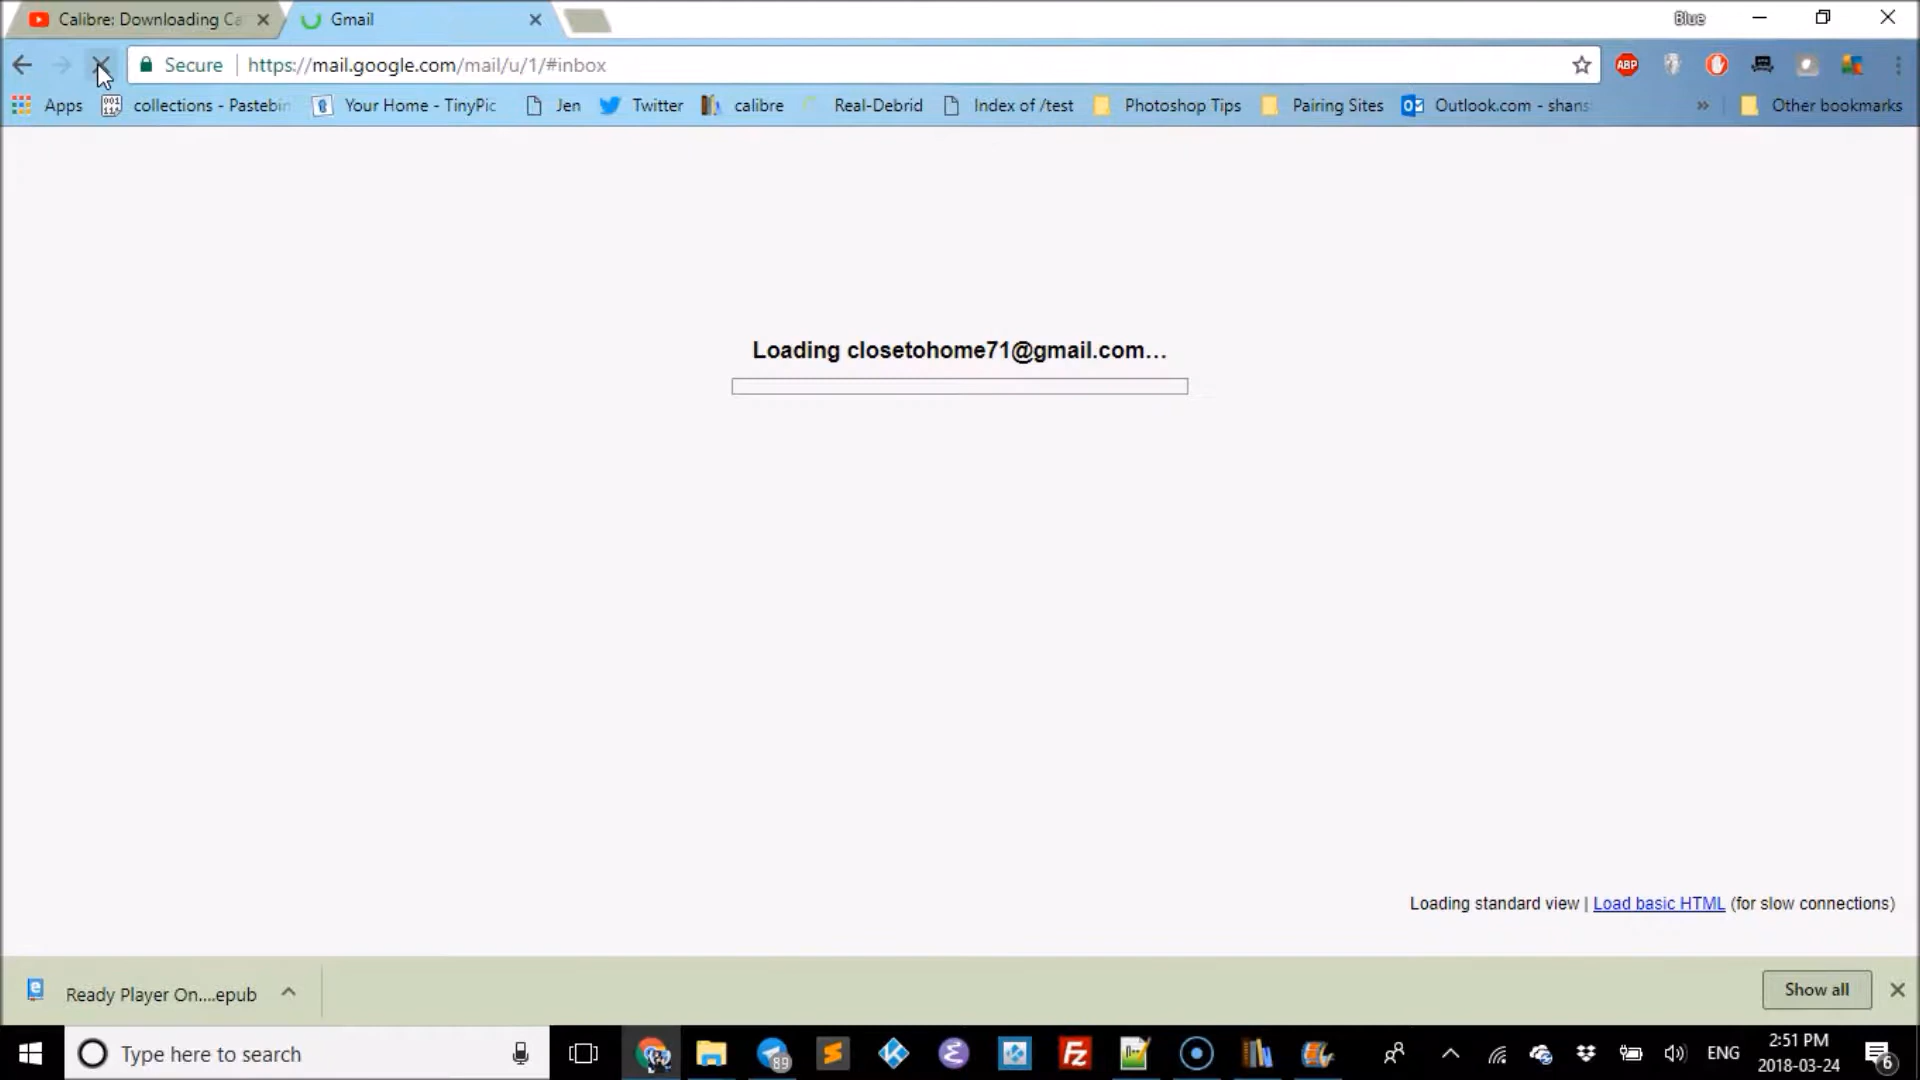 Calibre: Downloading Ca
Gmail
Blue
Secure
https://mail.google.com/mail/u/1/#inbox
ABP
Apps
collections - Pastebin
Your Home - TinyPic
Jen
Twitter
calibre
Real-Debrid
Index of /test
Photoshop Tips
Pairing Sites
Outlook.com - shans
»
Other bookmarks
Loading closetohome71@gmail.com…
Loading standard view | Load basic HTML (for slow connections)
Ready Player On....epub
Show all
Type here to search
89
ENG
2:51 PM
2018-03-24
6